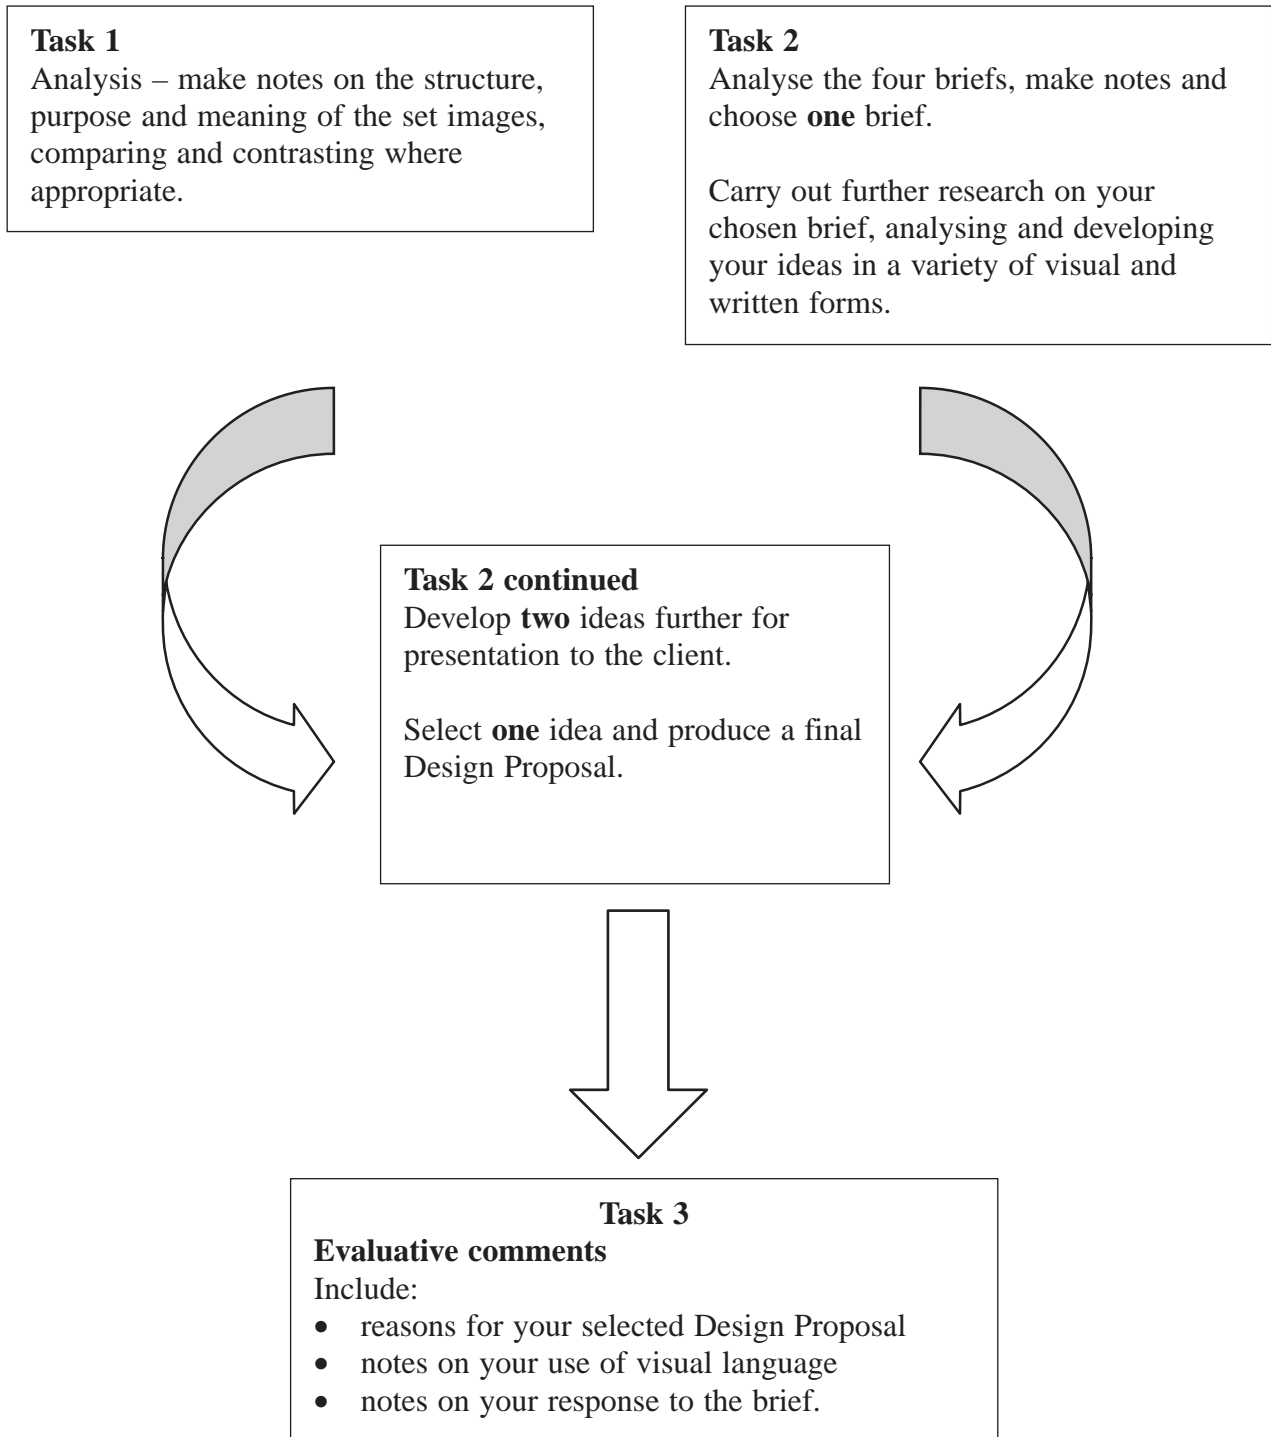 Task 1
Analysis – make notes on the structure,
purpose and meaning of the set images,
comparing and contrasting where
appropriate.
Task 2
Analyse the four briefs, make notes and
choose one brief.
Carry out further research on your
chosen brief, analysing and developing
your ideas in a variety of visual and
written forms.
Task 2 continued
Develop two ideas further for
presentation to the client.
Select one idea and produce a final
Design Proposal.
Task 3
Evaluative comments
Include:
• reasons for your selected Design Proposal
• notes on your use of visual language
• notes on your response to the brief.